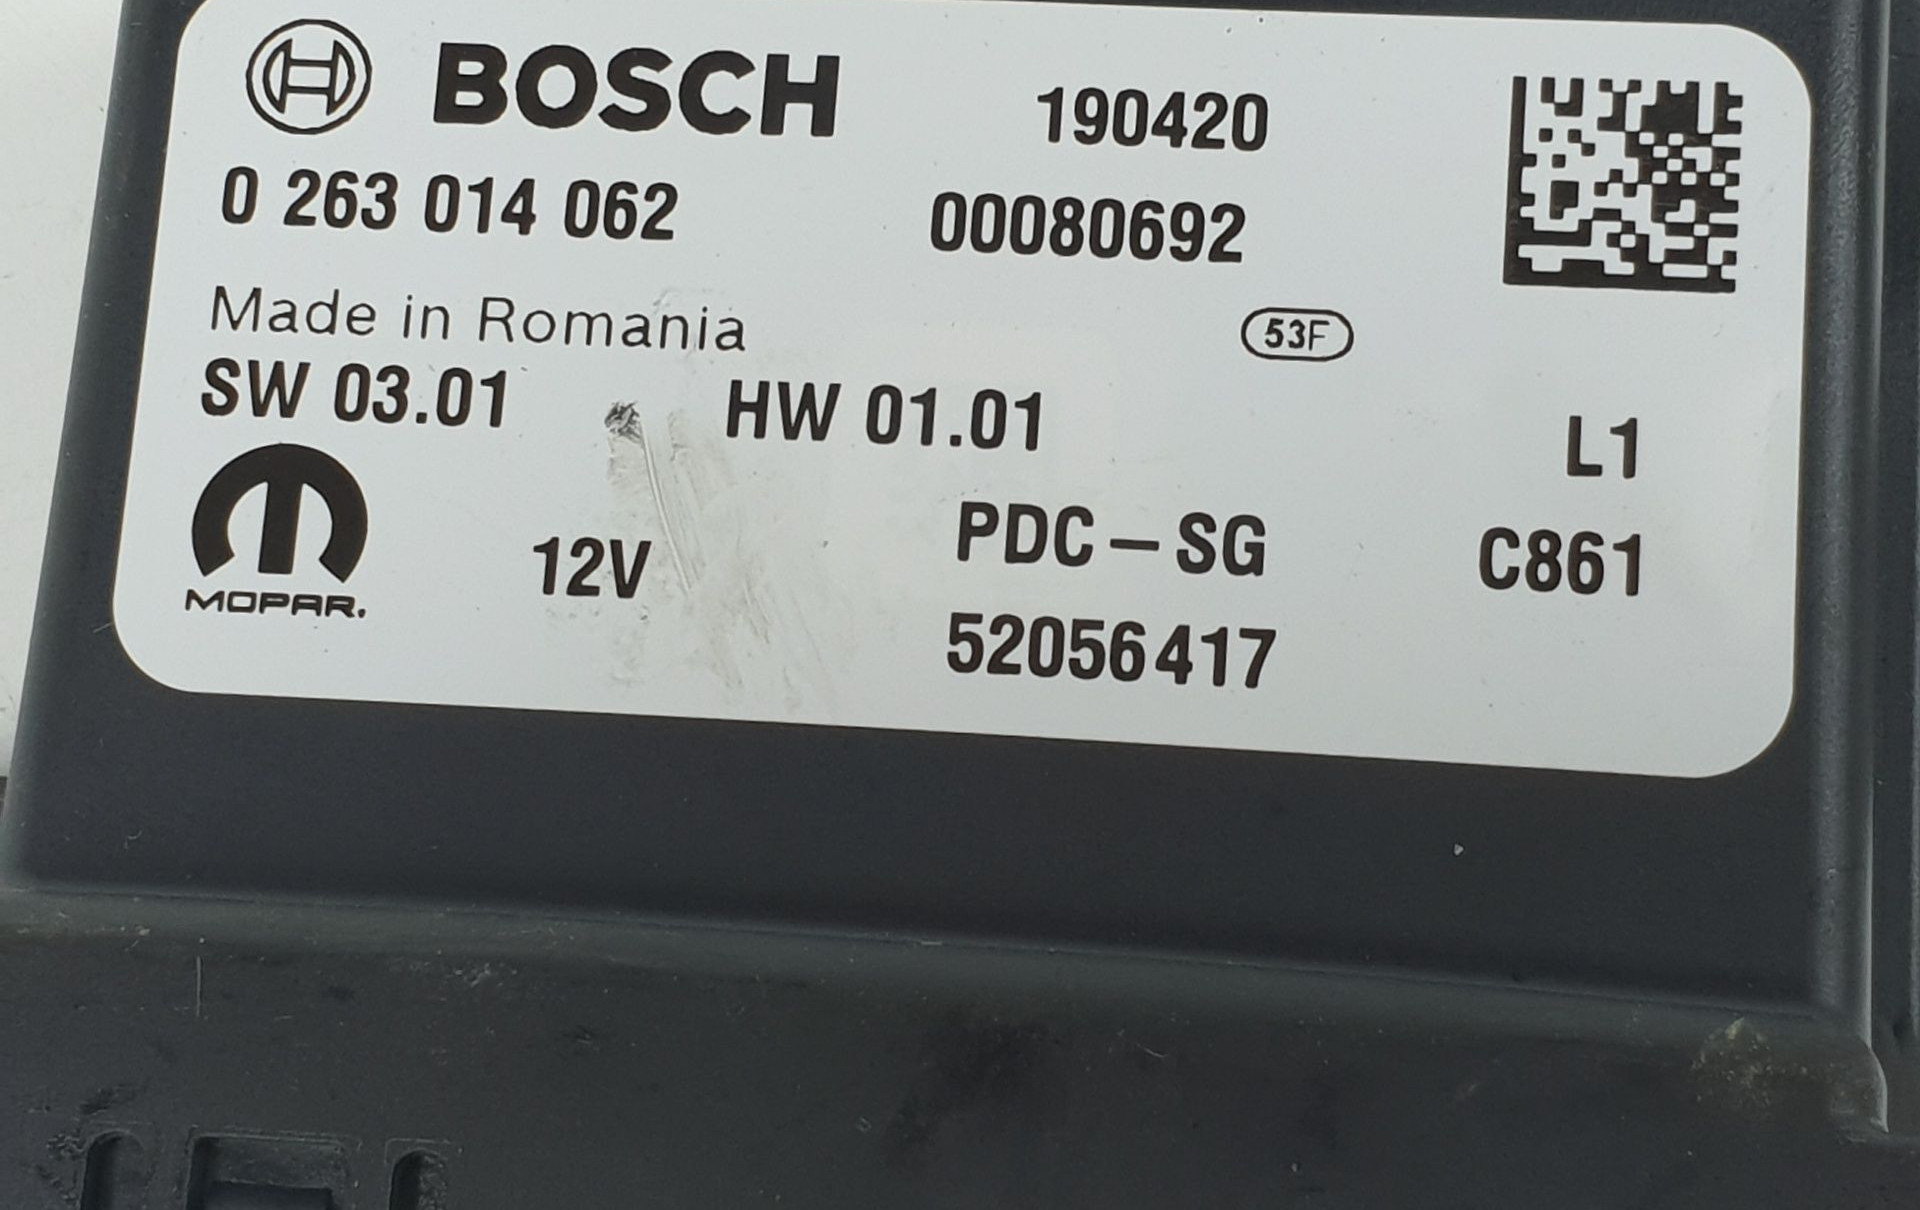 BOSCH 190420
0 263 014 062 00080692
Made in Romania 53F
SW 03.01 HW 01.01 L1
MOPAR. 12V PDC-SG C861
52056417